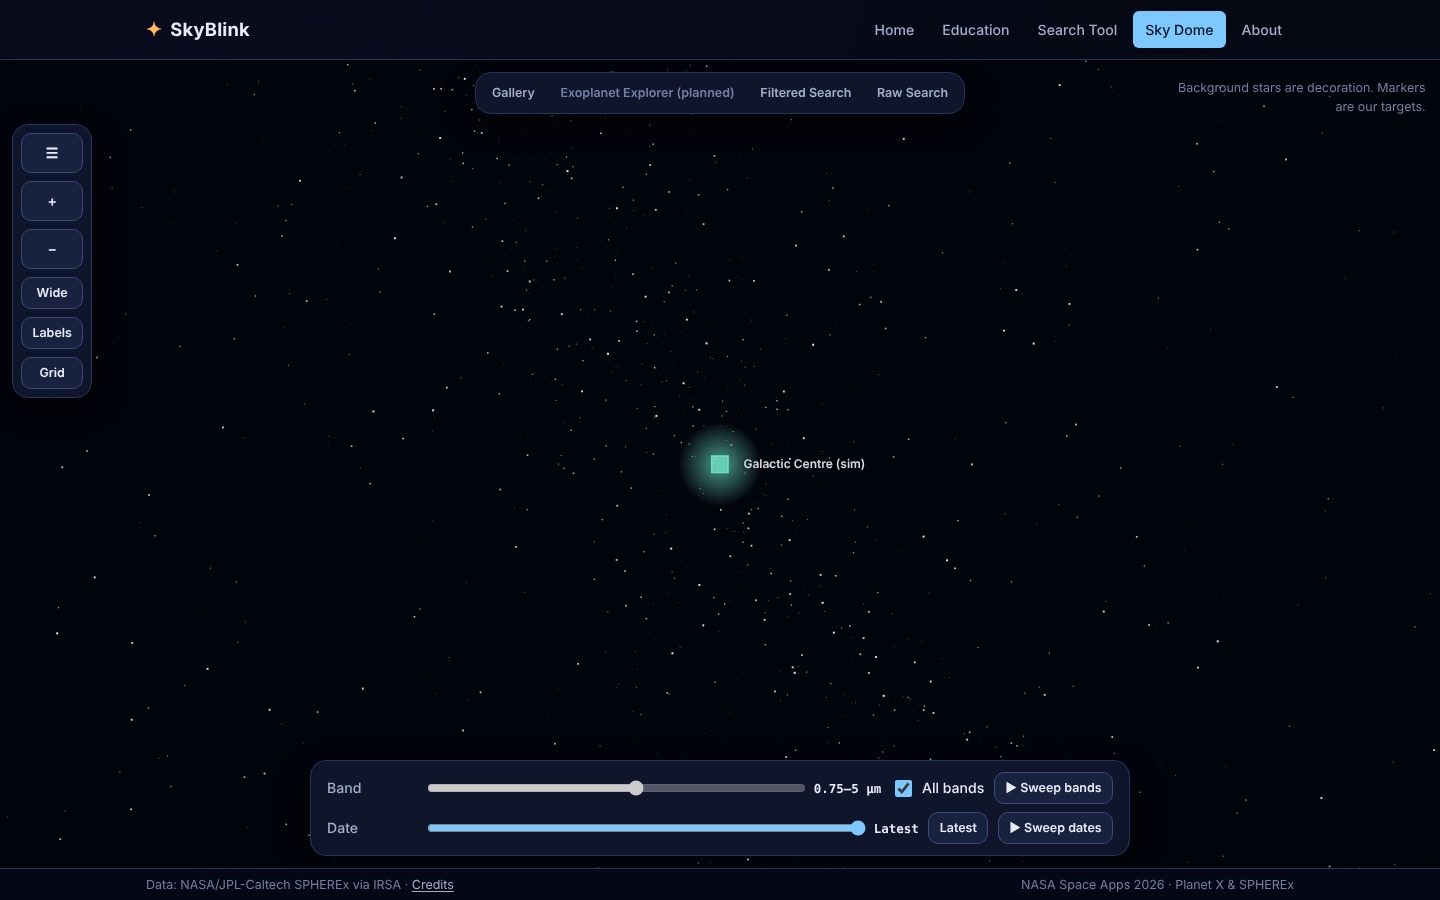 ✦ SkyBlink
Home Education Search Tool Sky Dome About
Gallery Exoplanet Explorer (planned) Filtered Search Raw Search
Background stars are decoration. Markers
are our targets.
☰
+
−
Wide
Labels
Grid
Galactic Centre (sim)
Band 0.75–5 μm All bands ▶ Sweep bands
Date Latest Latest ▶ Sweep dates
Data: NASA/JPL-Caltech SPHEREx via IRSA · Credits
NASA Space Apps 2026 · Planet X & SPHEREx